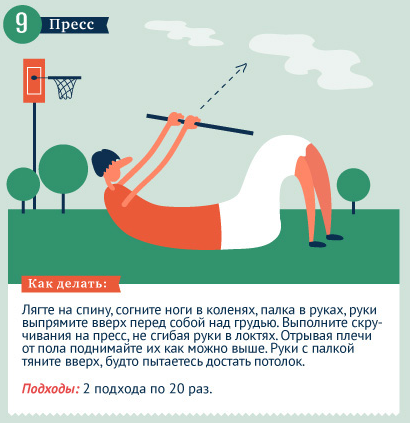 9 Пресс
Как делать:
Лягте на спину, согните ноги в коленях, палка в руках, руки
выпрямите вверх перед собой над грудью. Выполните скру-
чивания на пресс, не сгибая руки в локтях. Отрывая плечи
от пола поднимайте их как можно выше. Руки с палкой
тяните вверх, будто пытаетесь достать потолок.
Подходы: 2 подхода по 20 раз.